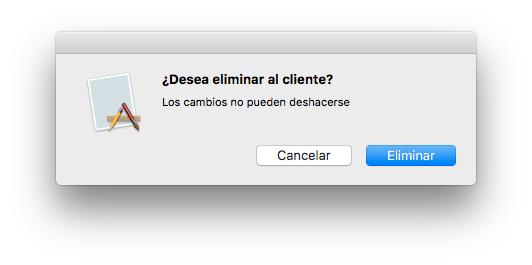 ¿Desea eliminar al cliente?
Los cambios no pueden deshacerse
Cancelar
Eliminar